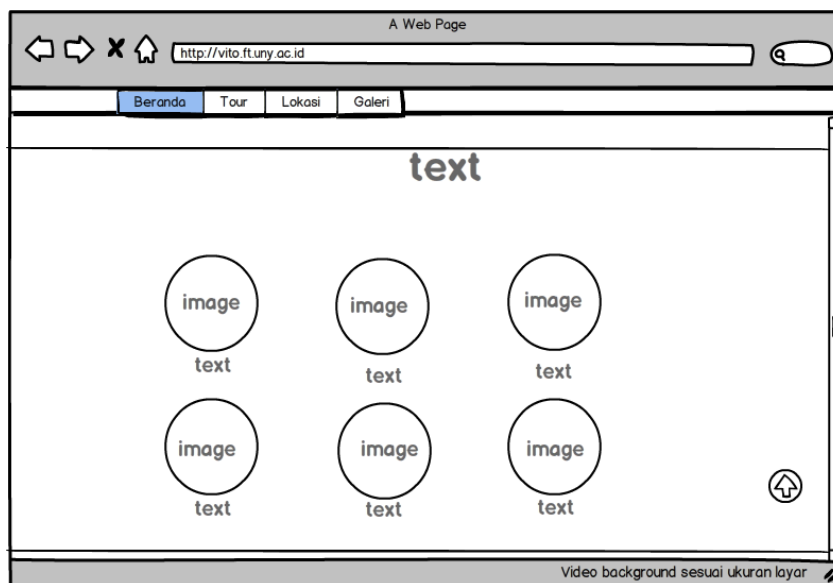 A Web Page
http://vito.ft.uny.ac.id
Beranda Tour Lokasi Galeri
text
image image image
text text text
image image image
text text text
Video background sesuai ukuran layar